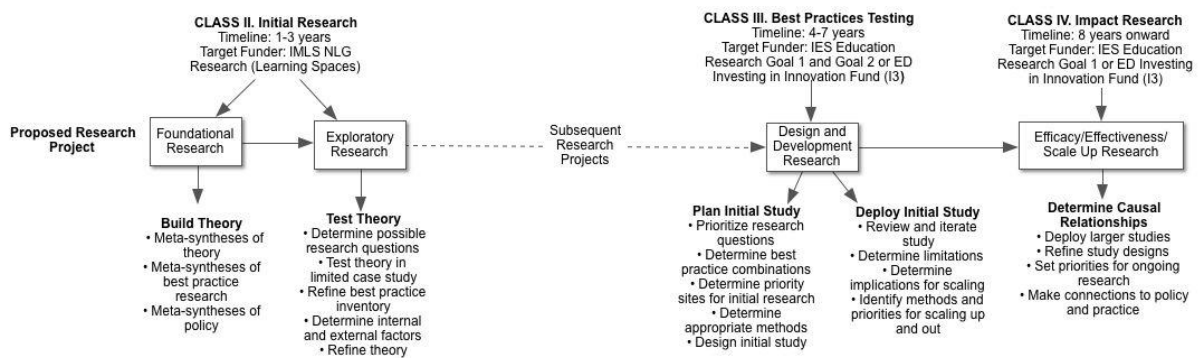 CLASS II. Initial Research
Timeline: 1-3 years
Target Funder: IMLS NLG
Research (Learning Spaces)
CLASS III. Best Practices Testing
Timeline: 4-7 years
Target Funder: IES Education
Research Goal 1 and Goal 2 or ED
Investing in Innovation Fund (I3)
CLASS IV. Impact Research
Timeline: 8 years onward
Target Funder: IES Education
Research Goal 1 or ED Investing
in Innovation Fund (I3)
Proposed Research
Project
Foundational
Research
Exploratory
Research
Subsequent
Research
Projects
Design and
Development
Research
Efficacy/Effectiveness/
Scale Up Research
Build Theory
• Meta-syntheses of
theory
• Meta-syntheses of
best practice
research
• Meta-syntheses of
policy
Test Theory
• Determine possible
research questions
• Test theory in
limited case study
• Refine best practice
inventory
• Determine internal
and external factors
• Refine theory
Plan Initial Study
• Prioritize research
questions
• Determine best
practice combinations
• Determine priority
sites for initial research
• Determine
appropriate methods
• Design initial study
Deploy Initial Study
• Review and iterate
study
• Determine limitations
• Determine
implications for scaling
• Identify methods and
priorities for scaling up
and out
Determine Causal
Relationships
• Deploy larger studies
• Refine study designs
• Set priorities for ongoing
research
• Make connections to policy
and practice